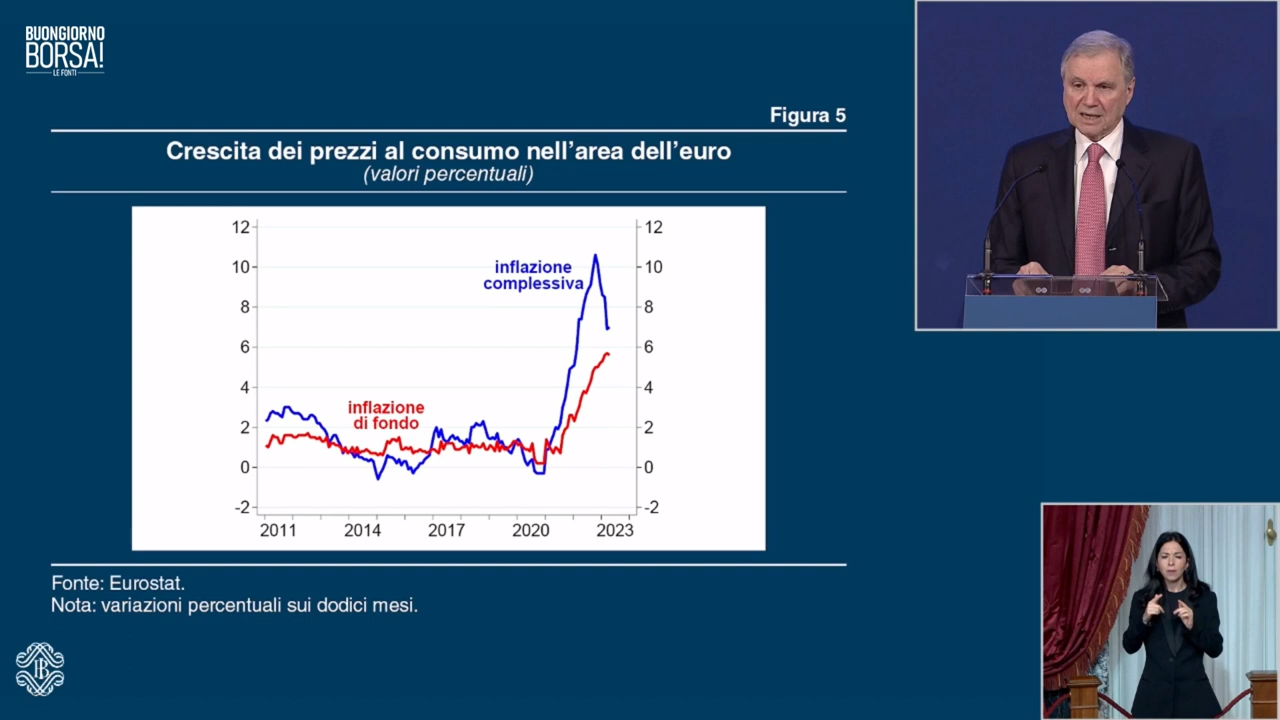 BUONGIORNO
BORSA!
LE FONTI
Figura 5
Crescita dei prezzi al consumo nell'area dell'euro
(valori percentuali)
12
12
inflazione
complessiva
10
10
8
8
6
6
4
4
inflazione
di fondo
2
2
0
0
-2
-2
2011
2014
2017
2020
2023
Fonte: Eurostat.
Nota: variazioni percentuali sui dodici mesi.